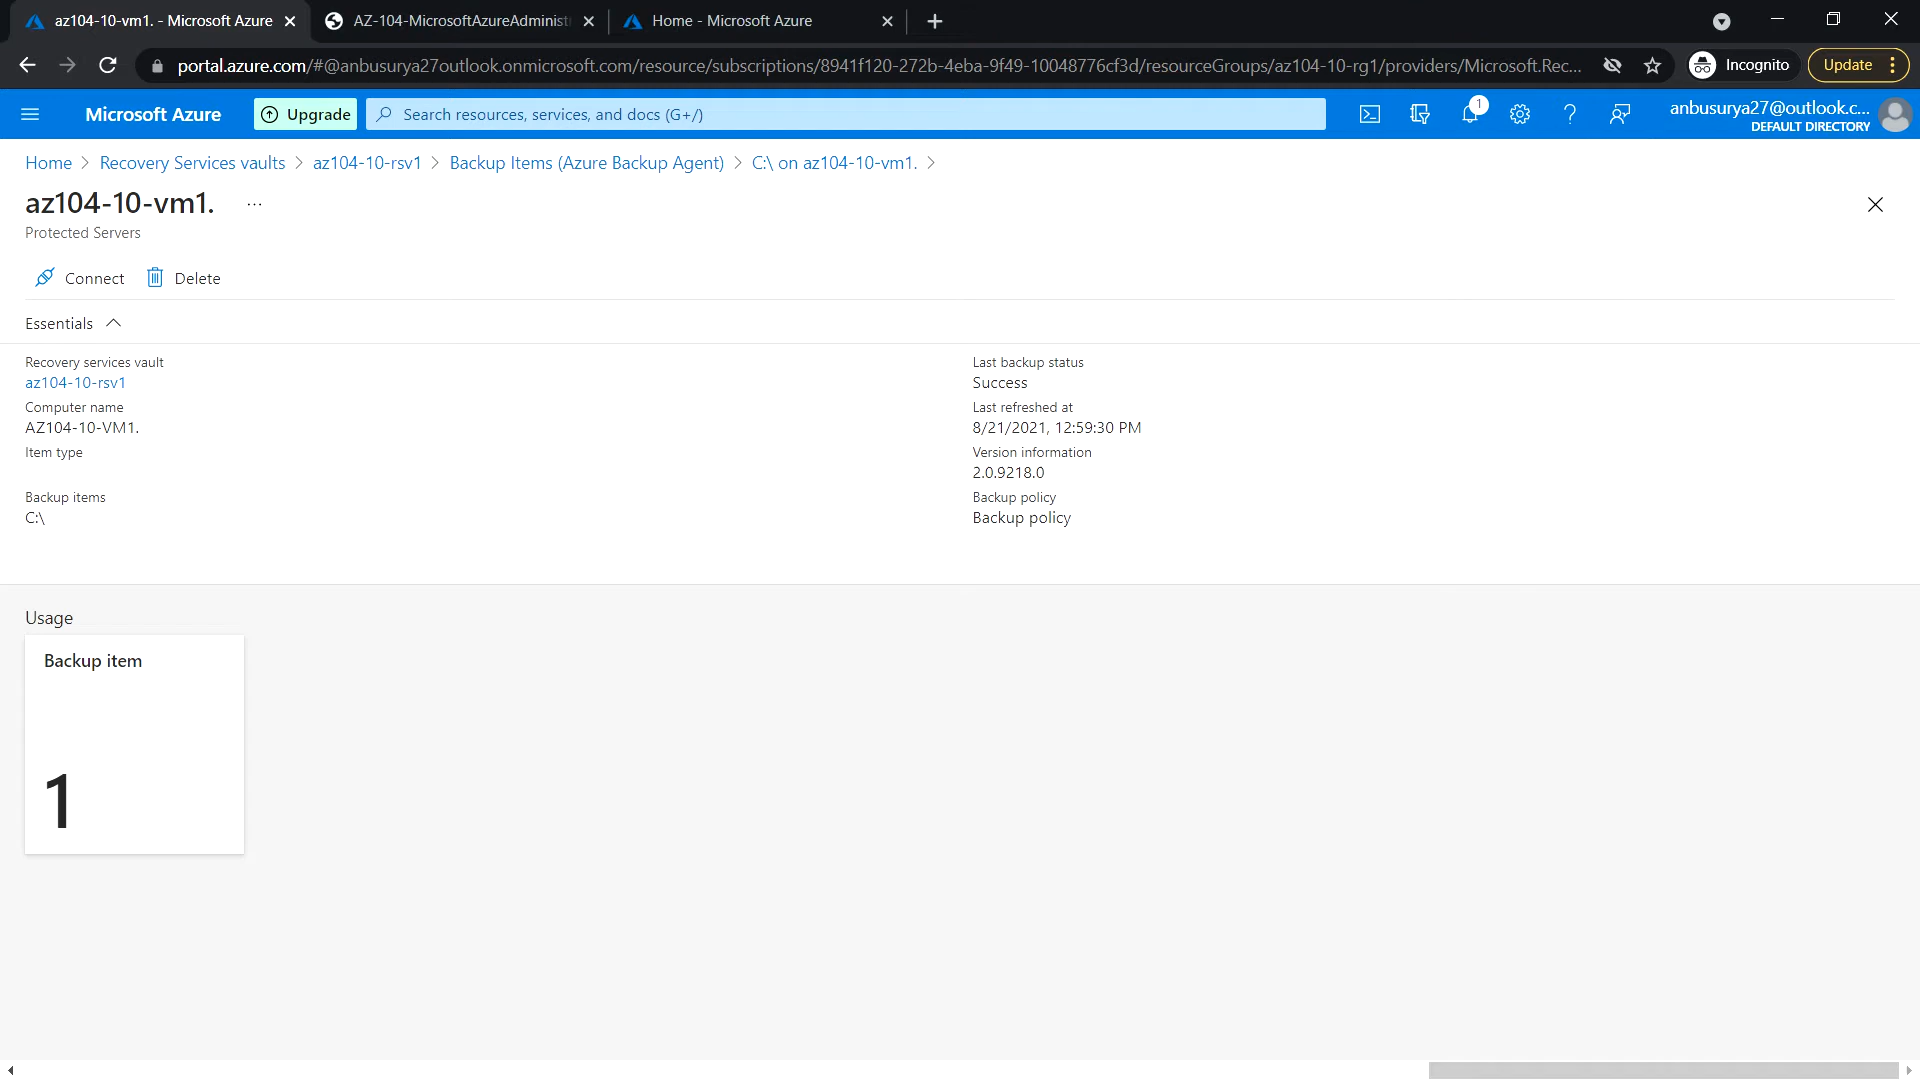 az104-10-vm1. - Microsoft Azure
AZ-104-MicrosoftAzureAdminist
Home - Microsoft Azure
portal.azure.com/#@anbusurya27outlook.onmicrosoft.com/resource/subscriptions/8941f120-272b-4eba-9f49-10048776cf3d/resourceGroups/az104-10-rg1/providers/Microsoft.Rec...
Incognito
Update
Microsoft Azure
Upgrade
Search resources, services, and docs (G+/)
1
anbusurya27@outlook.c...
DEFAULT DIRECTORY
Home > Recovery Services vaults > az104-10-rsv1 > Backup Items (Azure Backup Agent) > C:\ on az104-10-vm1. >
az104-10-vm1. ...
Protected Servers
Connect
Delete
Essentials
Recovery services vault
az104-10-rsv1
Computer name
AZ104-10-VM1.
Item type
Backup items
C:\
Last backup status
Success
Last refreshed at
8/21/2021, 12:59:30 PM
Version information
2.0.9218.0
Backup policy
Backup policy
Usage
Backup item
1